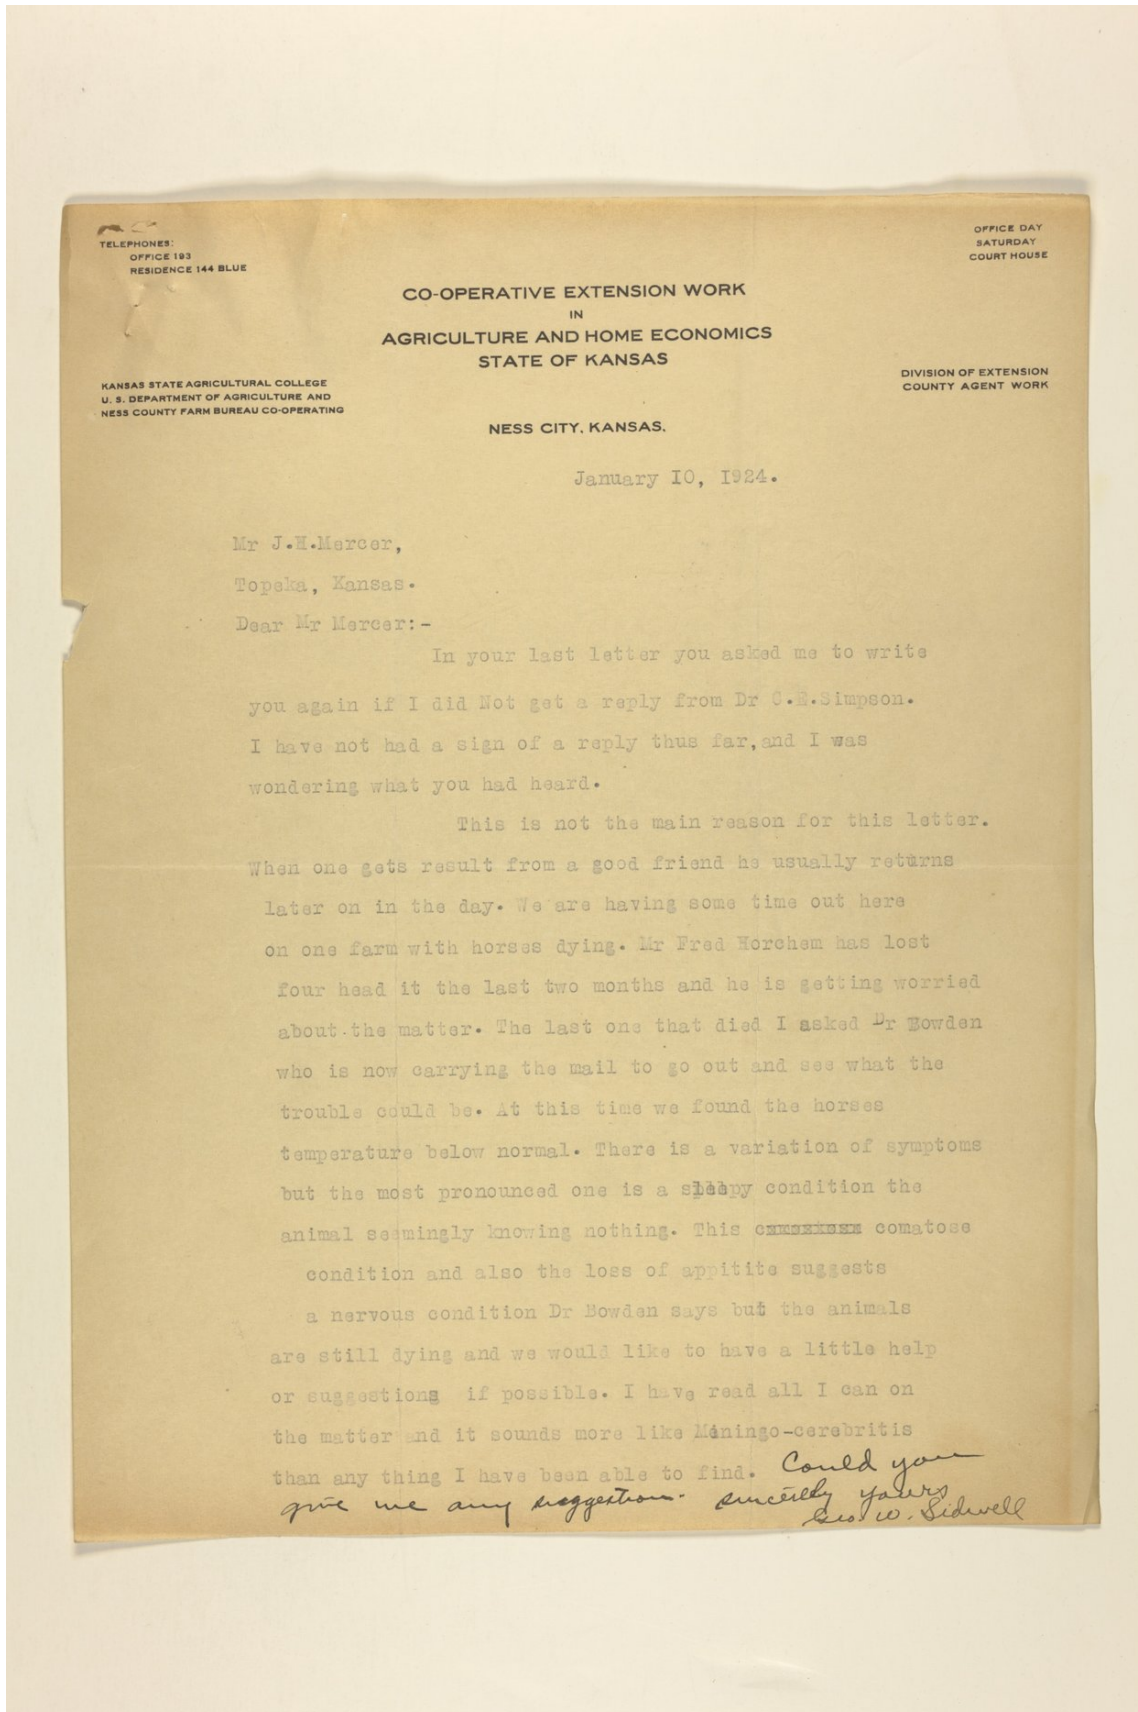 TELEPHONES:
OFFICE 193
RESIDENCE 144 BLUE
OFFICE DAY
SATURDAY
COURT HOUSE
CO-OPERATIVE EXTENSION WORK
IN
AGRICULTURE AND HOME ECONOMICS
STATE OF KANSAS
KANSAS STATE AGRICULTURAL COLLEGE
U. S. DEPARTMENT OF AGRICULTURE AND
NESS COUNTY FARM BUREAU CO-OPERATING
DIVISION OF EXTENSION
COUNTY AGENT WORK
NESS CITY, KANSAS.
January 10, 1924.
Mr J.H.Mercer,
Topeka, Kansas.
Dear Mr Mercer:-
In your last letter you asked me to write
you again if I did Not get a reply from Dr C.E.Simpson.
I have not had a sign of a reply thus far,and I was
wondering what you had heard.
This is not the main reason for this letter.
When one gets result from a good friend he usually returns
later on in the day. We are having some time out here
on one farm with horses dying. Mr Fred Horchem has lost
four head it the last two months and he is getting worried
about the matter. The last one that died I asked Dr Bowden
who is now carrying the mail to go out and see what the
trouble could be. At this time we found the horses
temperature below normal. There is a variation of symptoms
but the most pronounced one is a sleepy condition the
animal seemingly knowing nothing. This comatose
condition and also the loss of appitite suggests
a nervous condition Dr Bowden says but the animals
are still dying and we would like to have a little help
or suggestions if possible. I have read all I can on
the matter and it sounds more like Meningo-cerebritis
than any thing I have been able to find. Could you
give me any suggestion. sincerely yours
Geo. W. Sidwell